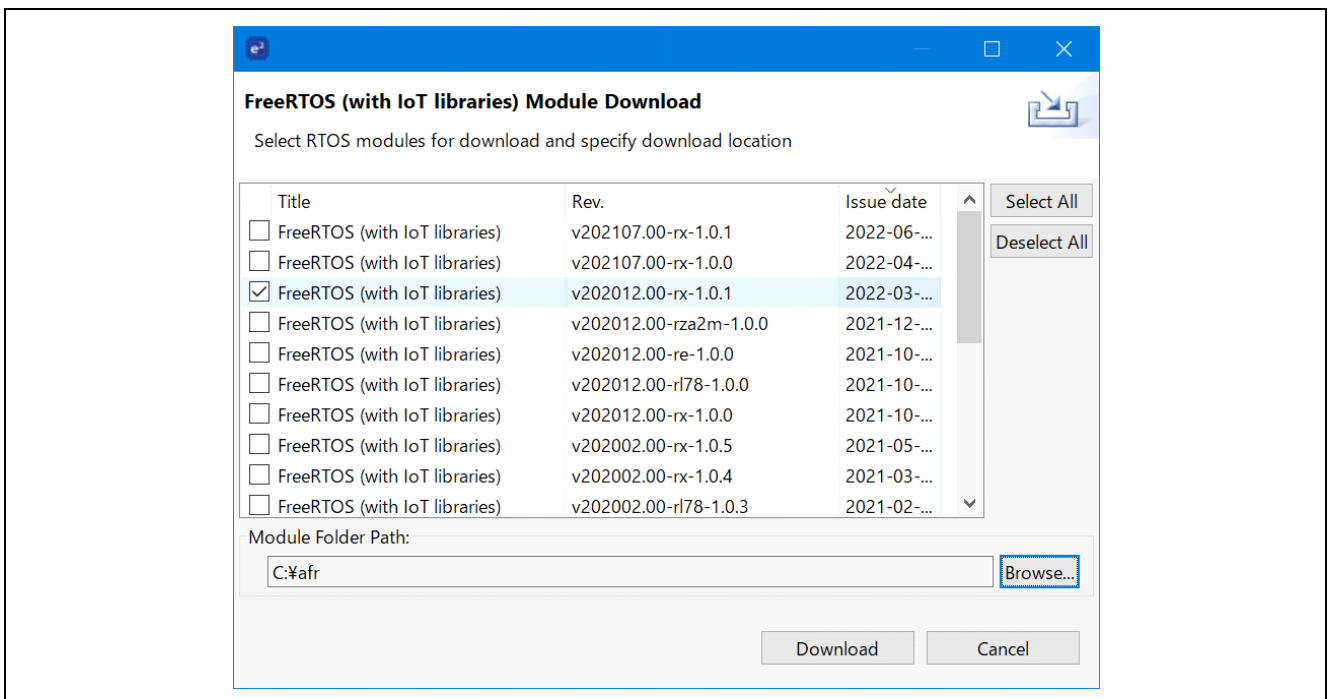 e²
FreeRTOS (with IoT libraries) Module Download
Select RTOS modules for download and specify download location
Title Rev. Issue date
FreeRTOS (with IoT libraries) v202107.00-rx-1.0.1 2022-06-...
FreeRTOS (with IoT libraries) v202107.00-rx-1.0.0 2022-04-...
FreeRTOS (with IoT libraries) v202012.00-rx-1.0.1 2022-03-...
FreeRTOS (with IoT libraries) v202012.00-rza2m-1.0.0 2021-12-...
FreeRTOS (with IoT libraries) v202012.00-re-1.0.0 2021-10-...
FreeRTOS (with IoT libraries) v202012.00-rl78-1.0.0 2021-10-...
FreeRTOS (with IoT libraries) v202012.00-rx-1.0.0 2021-10-...
FreeRTOS (with IoT libraries) v202002.00-rx-1.0.5 2021-05-...
FreeRTOS (with IoT libraries) v202002.00-rx-1.0.4 2021-03-...
FreeRTOS (with IoT libraries) v202002.00-rl78-1.0.3 2021-02-...
Select All
Deselect All
Module Folder Path:
C:¥afr Browse...
Download Cancel